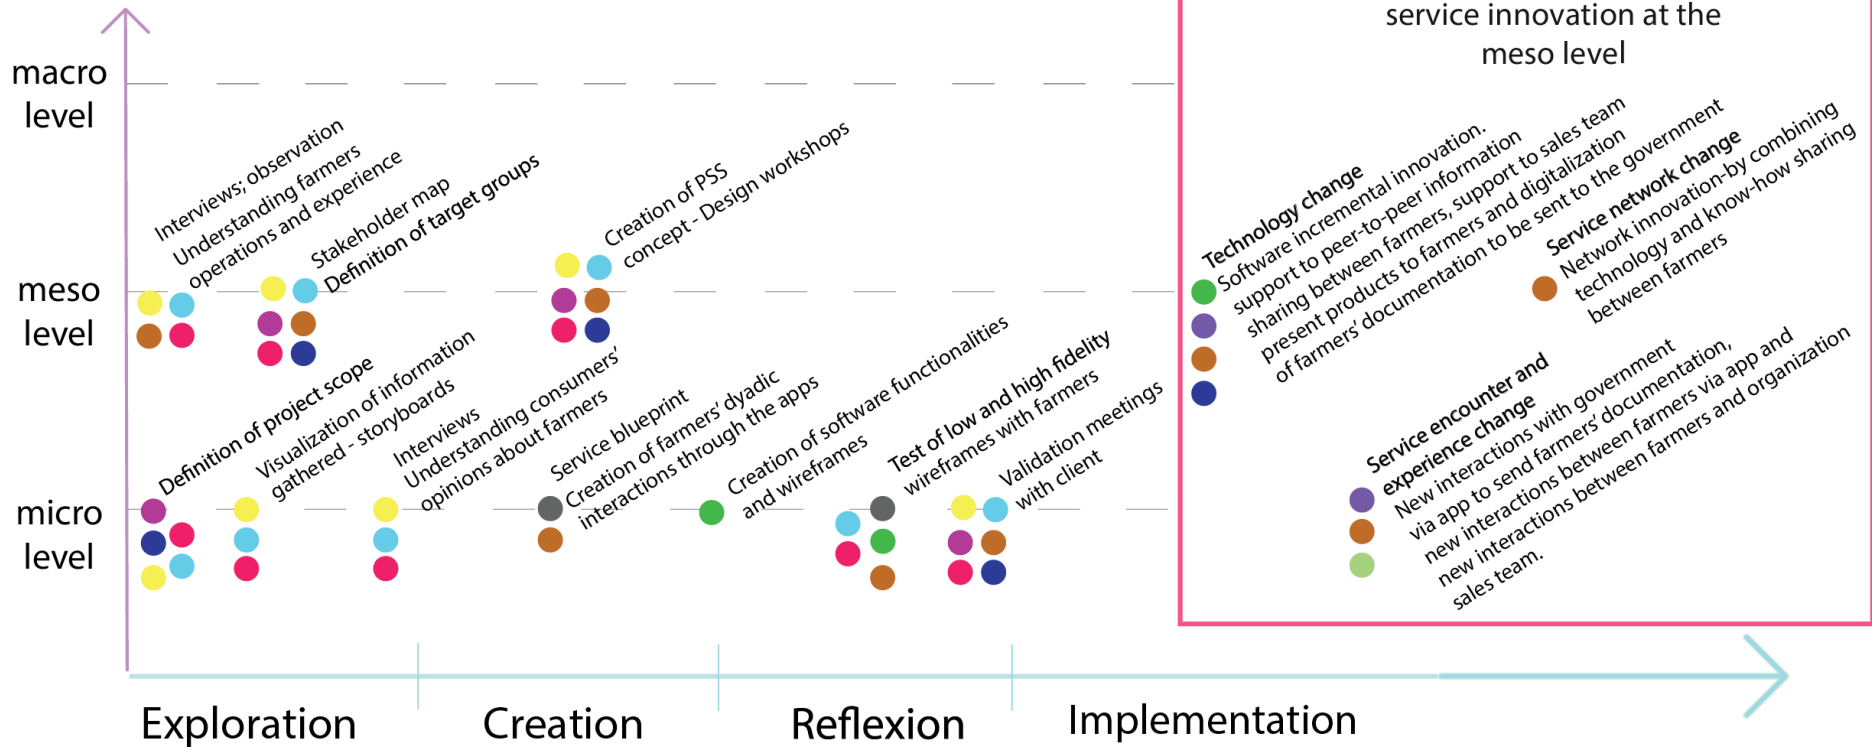 service innovation at the
meso level
macro
level
Interviews; observation
Understanding farmers
operations and experience
Stakeholder map
Definition of target groups
Creation of PSS
concept - Design workshops
Technology change
Software incremental innovation.
support to peer-to-peer information
sharing between farmers, support to sales team
present products to farmers and digitalization
of farmers' documentation to be sent to the government
Service network change
Network innovation-by combining
technology and know-how sharing
between farmers
meso
level
Definition of project scope
Visualization of information
gathered - storyboards
Interviews
Understanding consumers'
opinions about farmers
Service blueprint
Creation of farmers' dyadic
interactions through the apps
Creation of software functionalities
and wireframes
Test of low and high fidelity
wireframes with farmers
Validation meetings
with client
Service encounter and
experience change
New interactions with government
via app to send farmers' documentation,
new interactions between farmers via app and
new interactions between farmers and organization
sales team.
micro
level
Exploration
Creation
Reflexion
Implementation